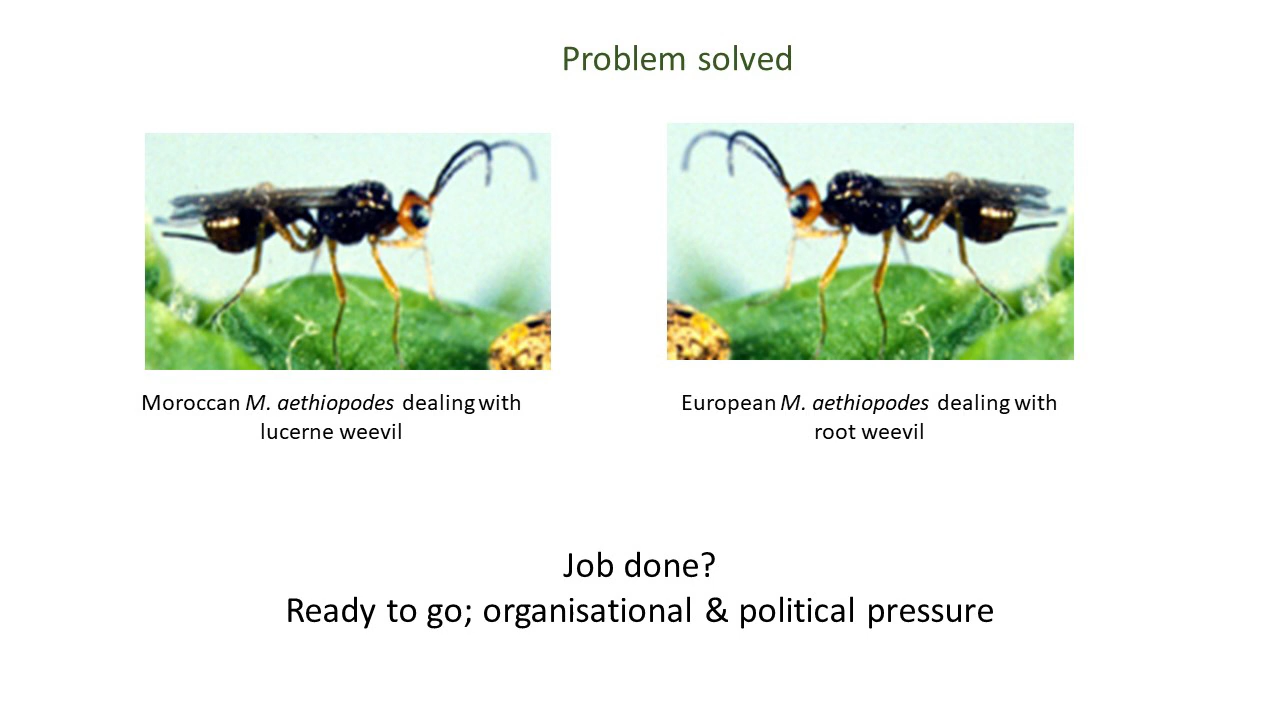 Problem solved
Moroccan M. aethiopodes dealing with
lucerne weevil
European M. aethiopodes dealing with
root weevil
Job done?
Ready to go; organisational & political pressure